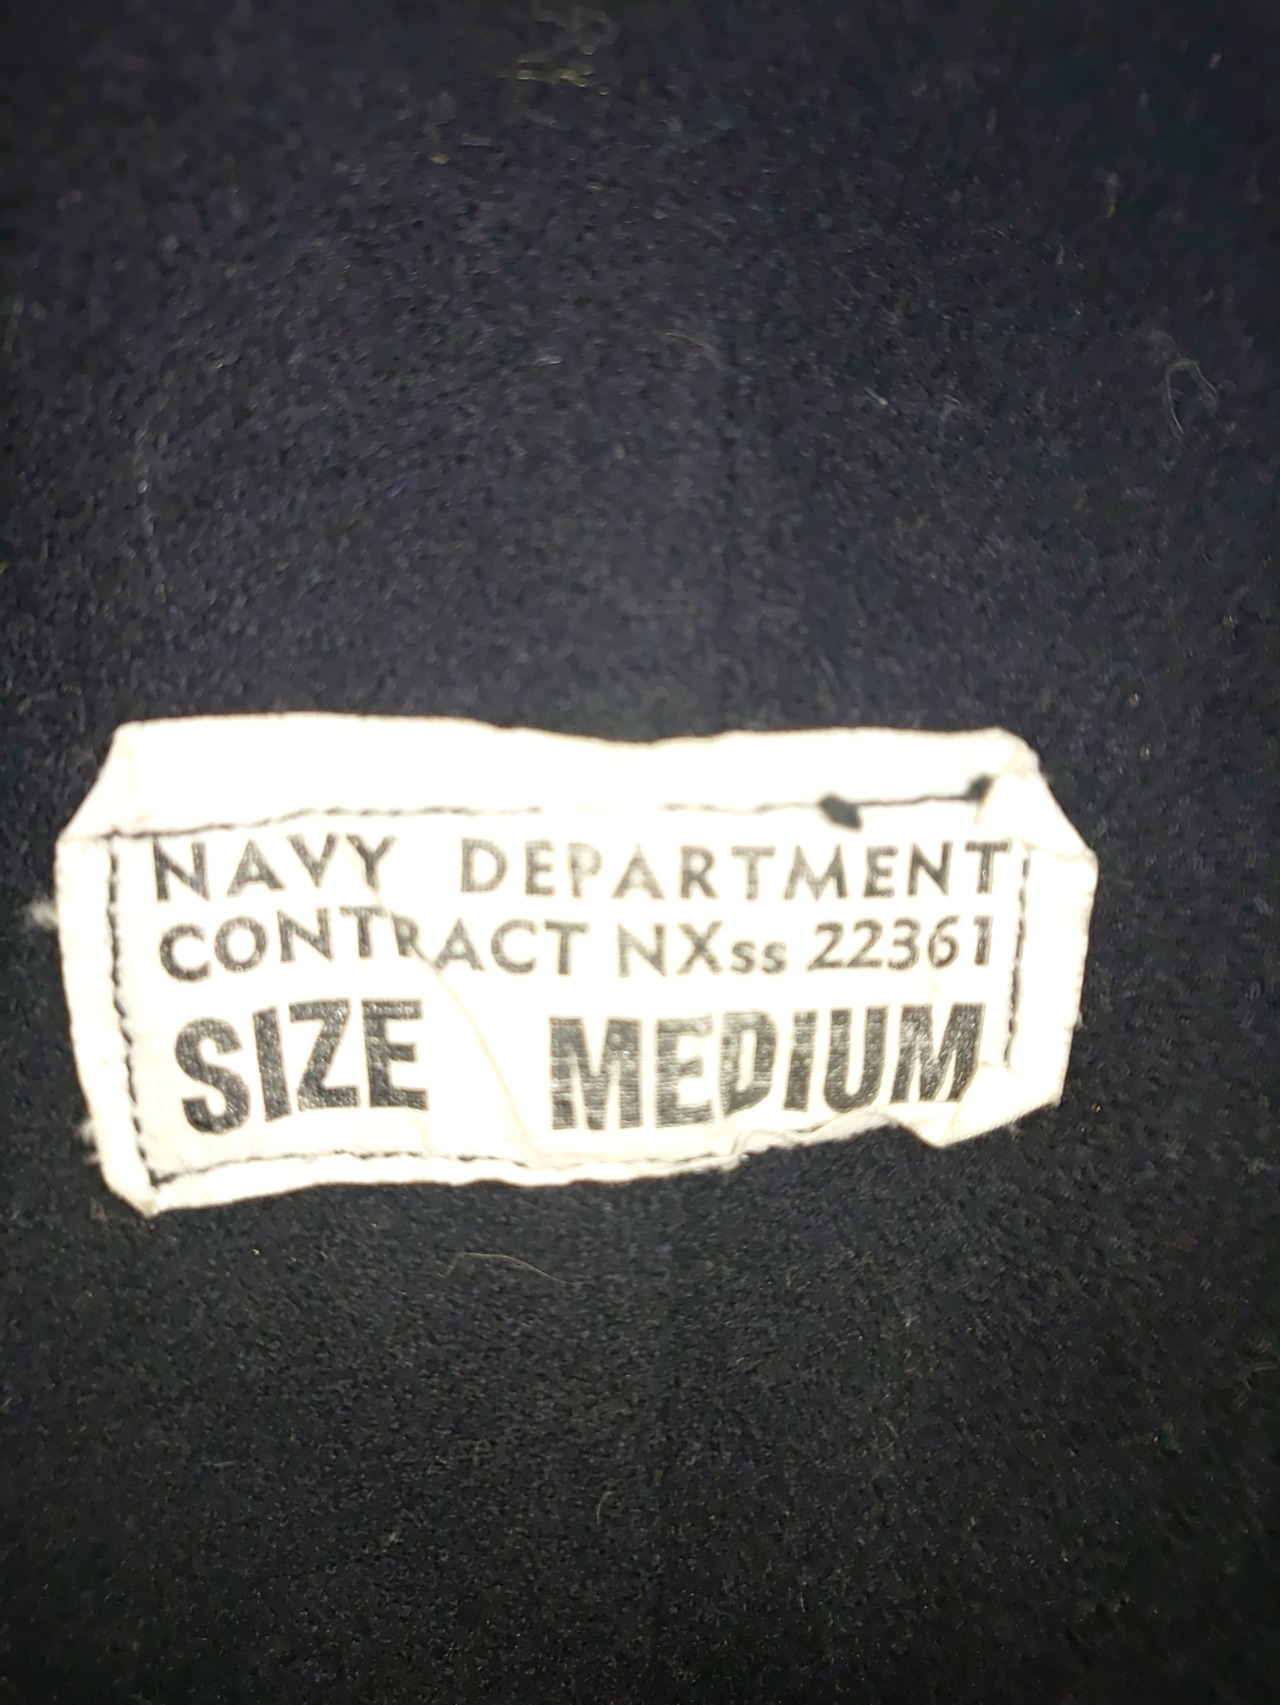 NAVY DEPARTMENT
CONTRACT NXss 22361
SIZE MEDIUM